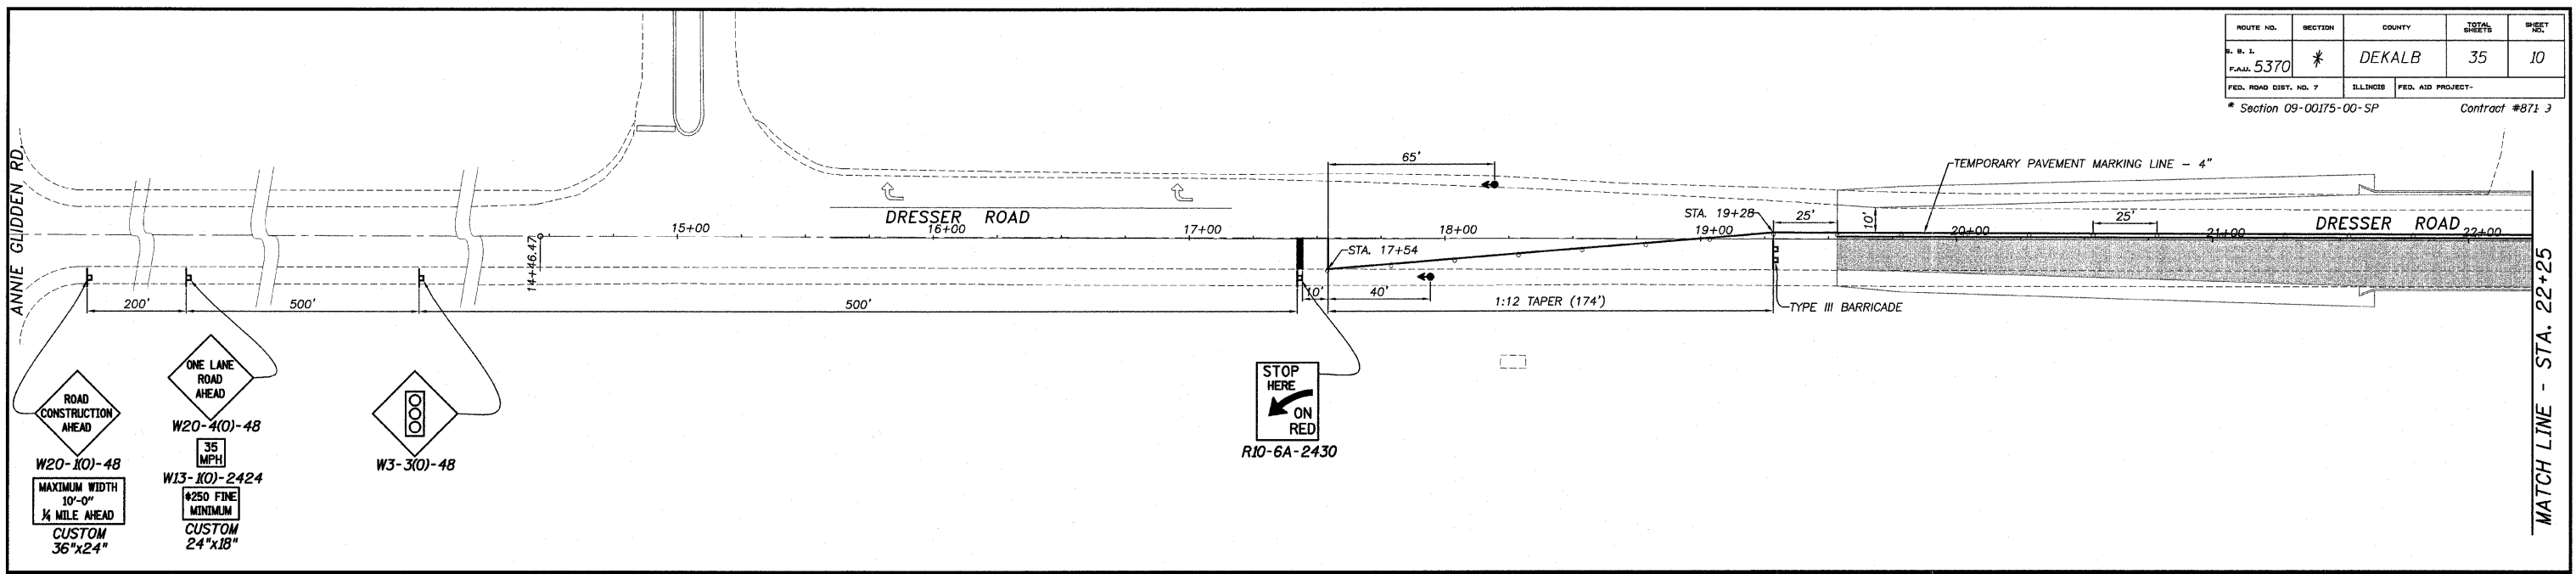 ROUTE NO. SECTION COUNTY TOTAL SHEETS SHEET NO.
S. B. I.
F.A.U. 5370 * DEKALB 35 10
FED. ROAD DIST. NO. 7 ILLINOIS FED. AID PROJECT-
* Section 09-00175-00-SP Contract #871 3
ANNIE GLIDDEN RD.
65'
TEMPORARY PAVEMENT MARKING LINE - 4"
DRESSER ROAD
STA. 19+28
25'
10'
25'
DRESSER ROAD
14+46.47
15+00
16+00
17+00
18+00
19+00
20+00
21+00
22+00
STA. 17+54
200'
500'
500'
10'
40'
1:12 TAPER (174')
TYPE III BARRICADE
MATCH LINE - STA. 22+25
ROAD
CONSTRUCTION
AHEAD
W20-1(O)-48
MAXIMUM WIDTH
10'-0"
1/4 MILE AHEAD
CUSTOM
36"x24"
ONE LANE
ROAD
AHEAD
W20-4(O)-48
35
MPH
W13-1(O)-2424
$250 FINE
MINIMUM
CUSTOM
24"x18"
W3-3(O)-48
STOP
HERE
ON
RED
R10-6A-2430